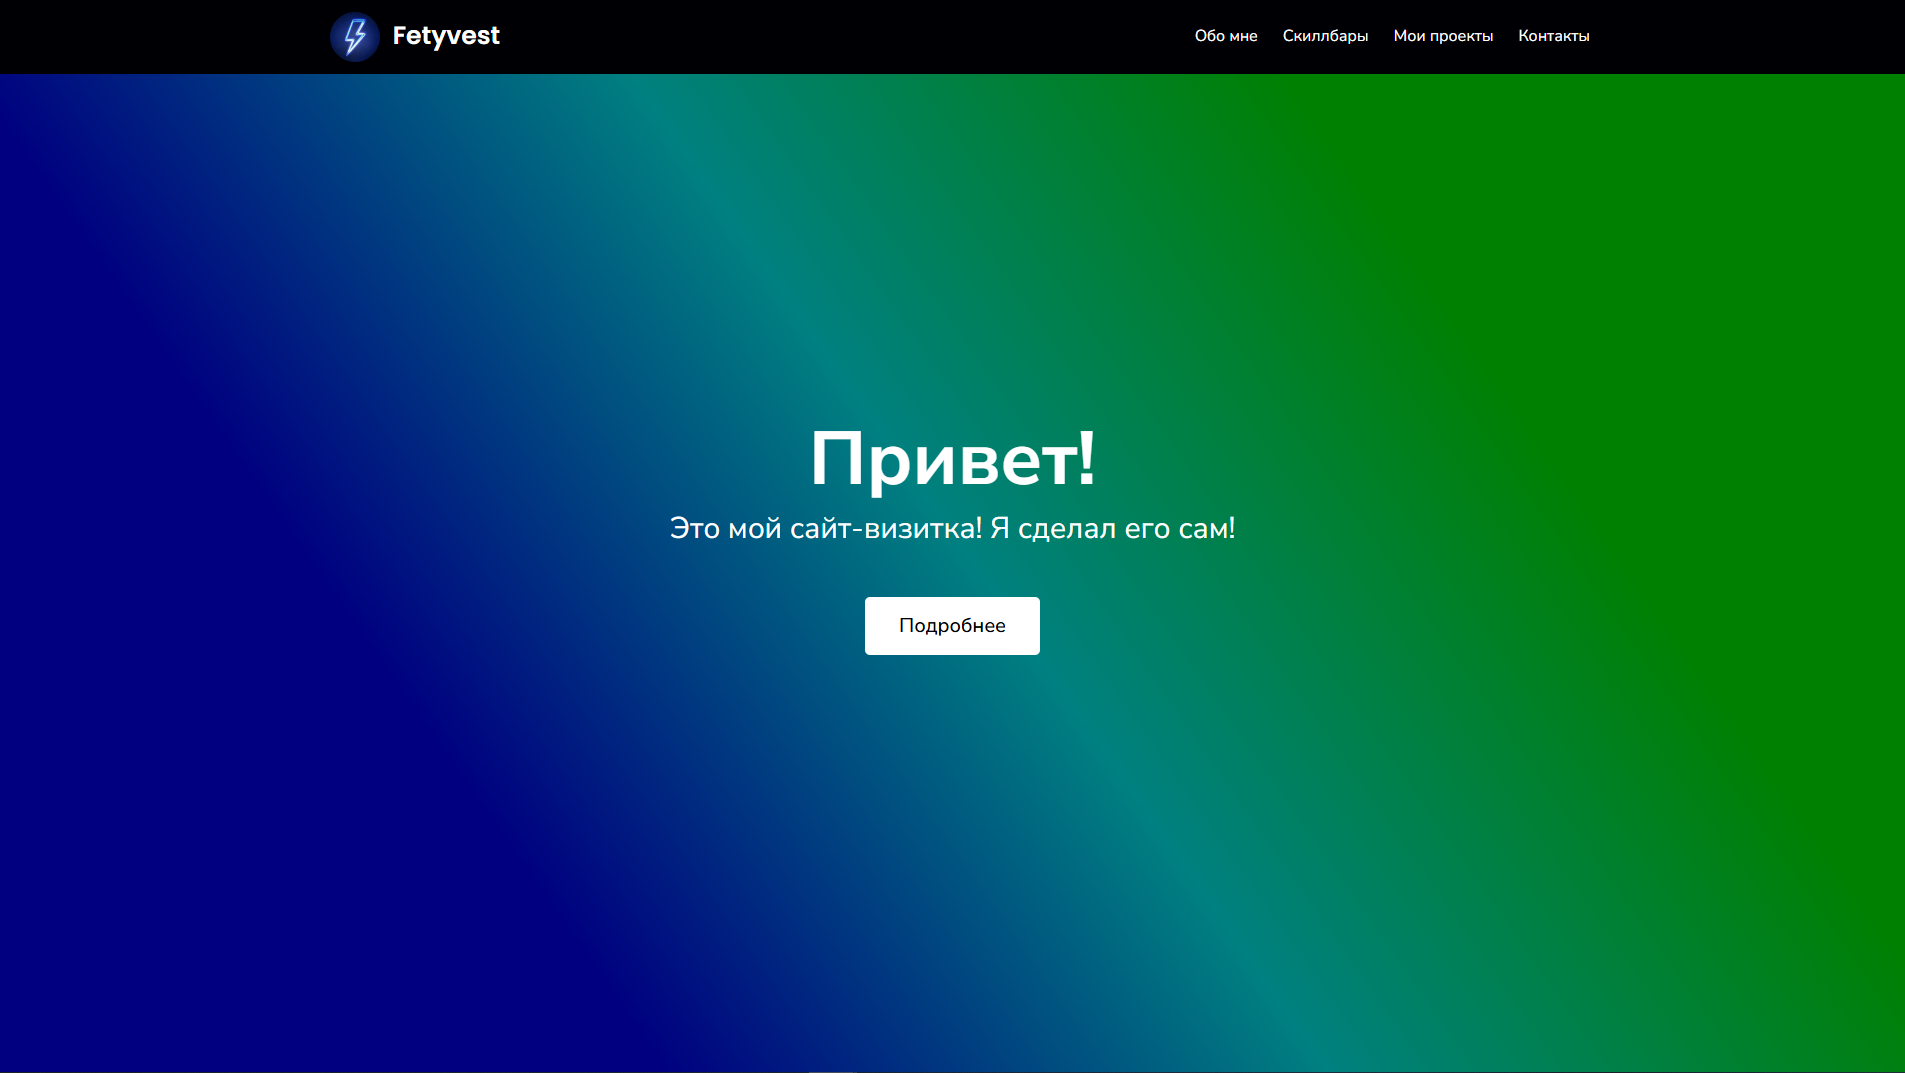 Fetyvest
Обо мне Скиллбары Мои проекты Контакты
Привет!
Это мой сайт-визитка! Я сделал его сам!
Подробнее